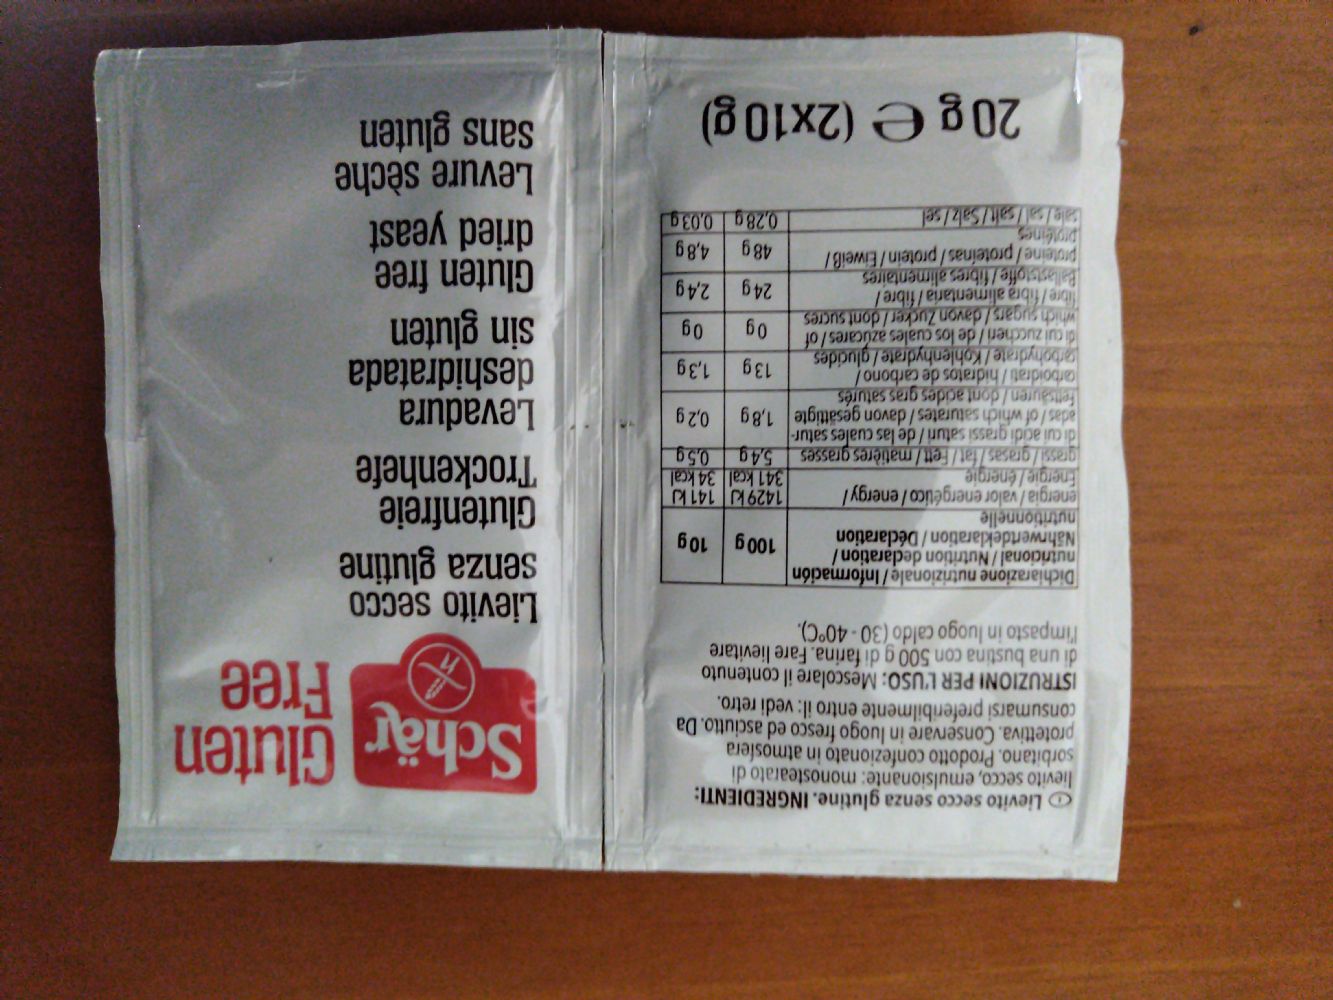 ⓘ Lievito secco senza glutine. INGREDIENTI:
lievito secco, emulsionante: monostearato di
sorbitano. Prodotto confezionato in atmosfera
protettiva. Conservare in luogo fresco ed asciutto. Da
consumarsi preferibilmente entro il: vedi retro.
ISTRUZIONI PER L'USO: Mescolare il contenuto
di una bustina con 500 g di farina. Fare lievitare
l'impasto in luogo caldo (30 - 40°C).
Dichiarazione nutrizionale / Información
nutricional / Nutrition declaration /
Nährwertdeklaration / Déclaration
nutritionnelle
100 g 10 g
energia / valor energético / energy /
Energie / énergie
1429 kJ 141 kJ
341 kcal 34 kcal
grassi / grasas / fat / Fett / matières grasses 5,4 g 0,5 g
di cui acidi grassi saturi / de las cuales satur-
adas / of which saturates / davon gesättigte
Fettsäuren / dont acides gras saturés
1,8 g 0,2 g
carboidrati / hidratos de carbono /
carbohydrate / Kohlenhydrate / glucides
13 g 1,3 g
di cui zuccheri / de los cuales azúcares / of
which sugars / davon Zucker / dont sucres
0 g 0 g
fibre / fibra alimentaria / fibre /
Ballaststoffe / fibres alimentaires
24 g 2,4 g
proteine / proteínas / protein / Eiweiß /
protéines
48 g 4,8 g
sale / sal / salt / Salz / sel 0,28 g 0,03 g
20 g ℮ (2x10 g)
Schär
Gluten
Free
Lievito secco
senza glutine
Glutenfreie
Trockenhefe
Levadura
deshidratada
sin gluten
Gluten free
dried yeast
Levure sèche
sans gluten